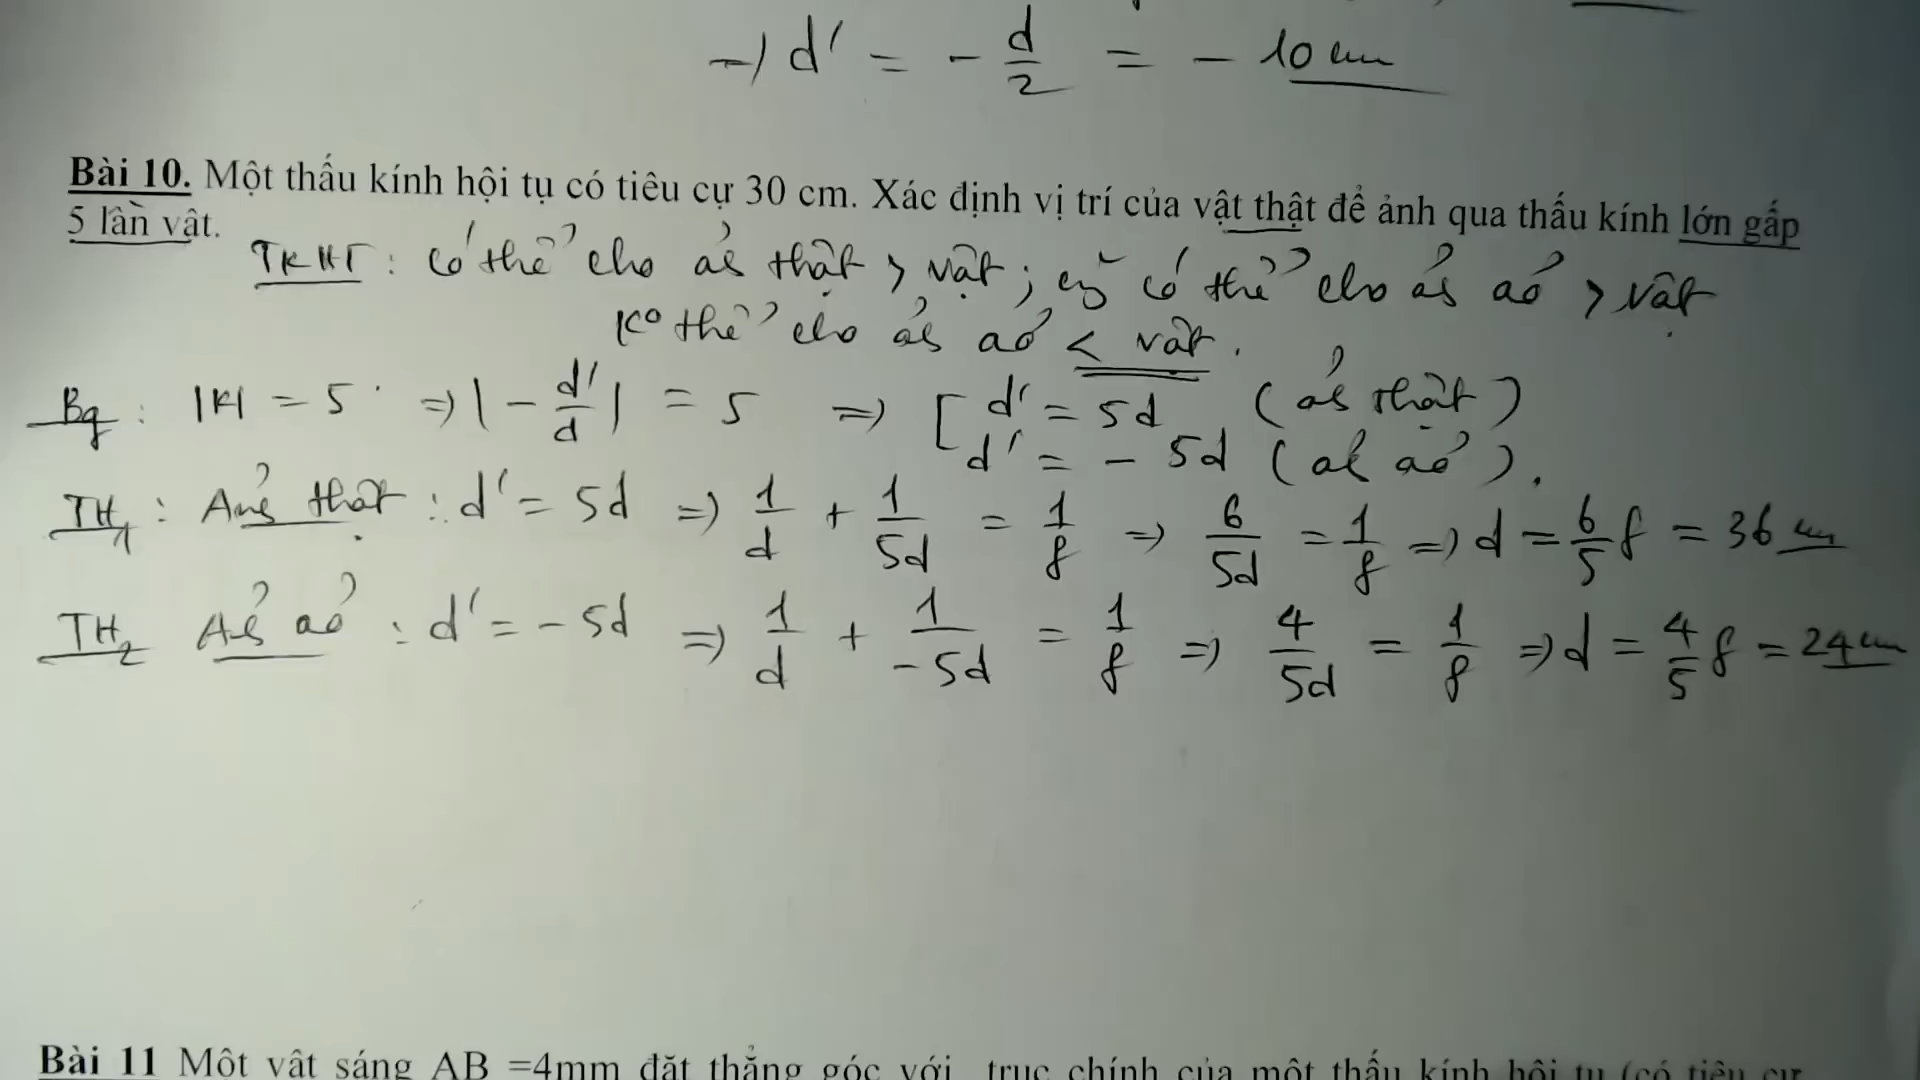 → d' = - d/2 = - 10 cm
Bài 10. Một thấu kính hội tụ có tiêu cự 30 cm. Xác định vị trí của vật thật để ảnh qua thấu kính lớn gấp
5 lần vật.
TKHT : có thể cho ả's thật > vật ; cg~ có thể cho ả's ảo > vật
Ko thể cho ả's ảo < vật.
Bg : |k| = 5 => |- d'/d| = 5 => [ d' = 5d (ả's thật)
d' = - 5d (ả's ảo).
TH1 : Ảnh thật : d' = 5d => 1/d + 1/5d = 1/f => 6/5d = 1/f => d = 6/5 f = 36 cm
TH2 Ả's ảo : d' = - 5d => 1/d + 1/-5d = 1/f => 4/5d = 1/f => d = 4/5 f = 24 cm
Bài 11 Một vật sáng AB =4mm đặt thẳng góc với trục chính của một thấu kính hội tụ (có tiêu cự